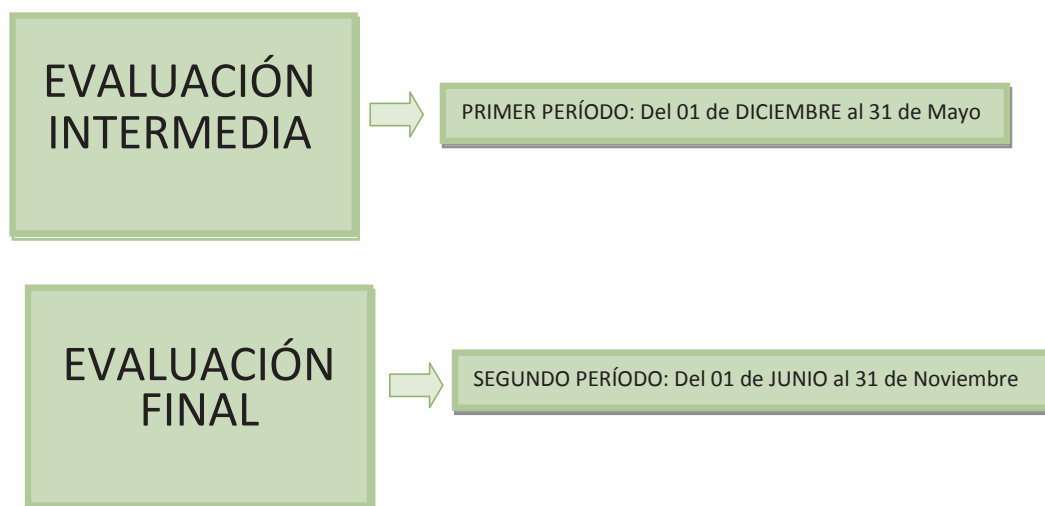 EVALUACIÓN
INTERMEDIA
PRIMER PERÍODO: Del 01 de DICIEMBRE al 31 de Mayo
EVALUACIÓN
FINAL
SEGUNDO PERÍODO: Del 01 de JUNIO al 31 de Noviembre